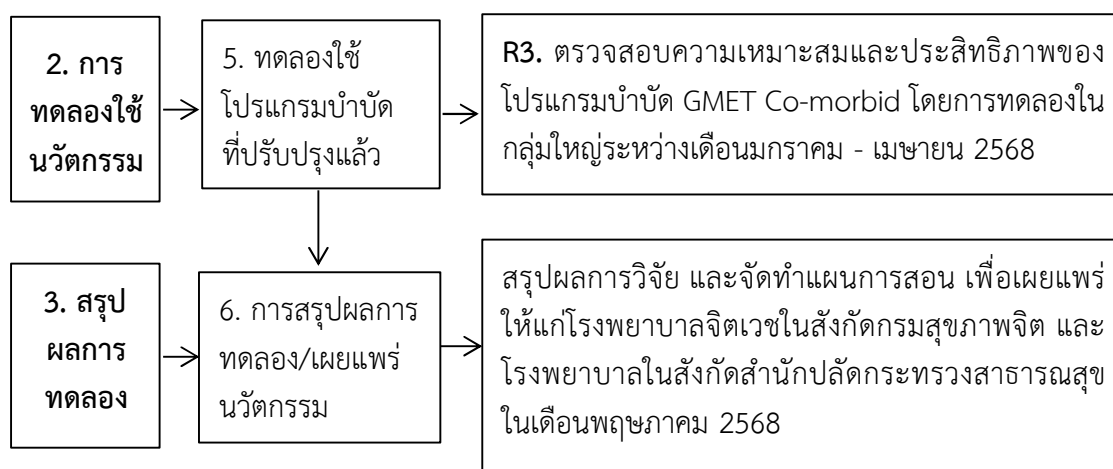 2. การ
ทดลองใช้
นวัตกรรม
5. ทดลองใช้
โปรแกรมบำบัด
ที่ปรับปรุงแล้ว
R3. ตรวจสอบความเหมาะสมและประสิทธิภาพของ
โปรแกรมบำบัด GMET Co-morbid โดยการทดลองใน
กลุ่มใหญ่ระหว่างเดือนมกราคม - เมษายน 2568
3. สรุป
ผลการ
ทดลอง
6. การสรุปผลการ
ทดลอง/เผยแพร่
นวัตกรรม
สรุปผลการวิจัย และจัดทำแผนการสอน เพื่อเผยแพร่
ให้แก่โรงพยาบาลจิตเวชในสังกัดกรมสุขภาพจิต และ
โรงพยาบาลในสังกัดสำนักปลัดกระทรวงสาธารณสุข
ในเดือนพฤษภาคม 2568